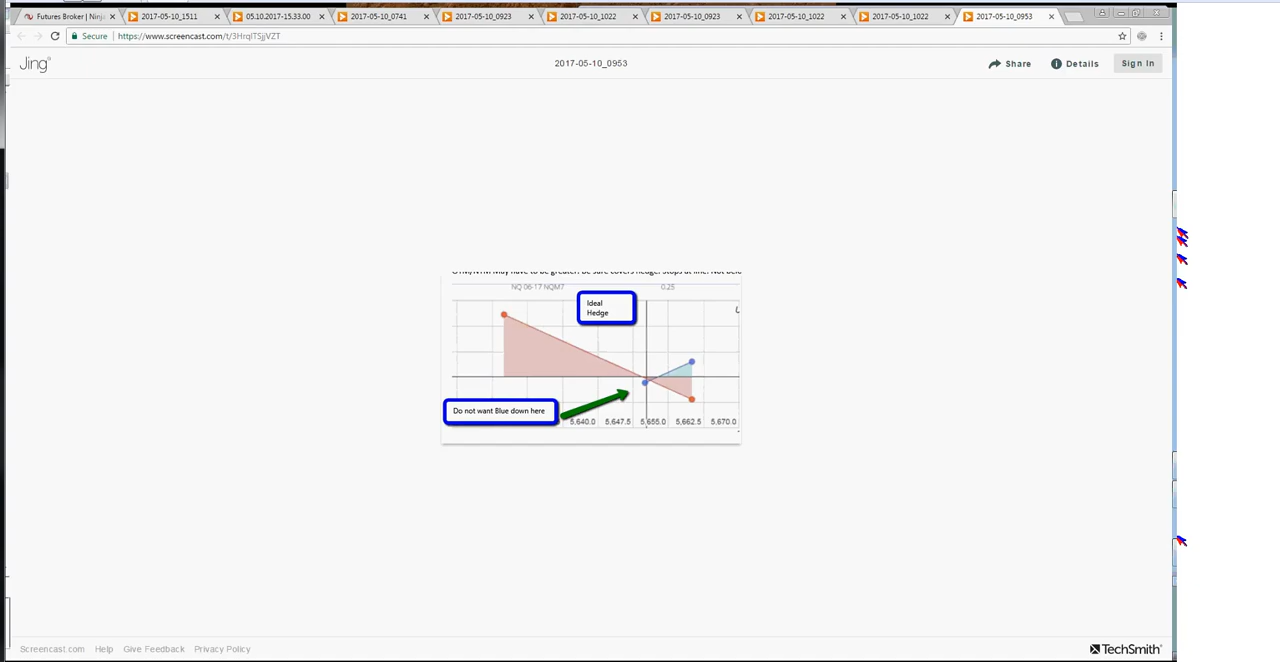 Futures Broker | Ninja
2017-05-10_1511
05.10.2017-15.33.00
2017-05-10_0741
2017-05-10_0923
2017-05-10_1022
2017-05-10_0923
2017-05-10_1022
2017-05-10_1022
2017-05-10_0953
Secure https://www.screencast.com/t/3HrqlTSjjVZT
Jing
2017-05-10_0953
Share
Details
Sign In
may have to be greater. Be sure covers hedge. Stops at line. Not
NQ 06-17 NQM7
0.25
Ideal
Hedge
Do not want Blue down here
5,640.0 5,647.5 5,655.0 5,662.5 5,670.0
Screencast.com Help Give Feedback Privacy Policy
TechSmith